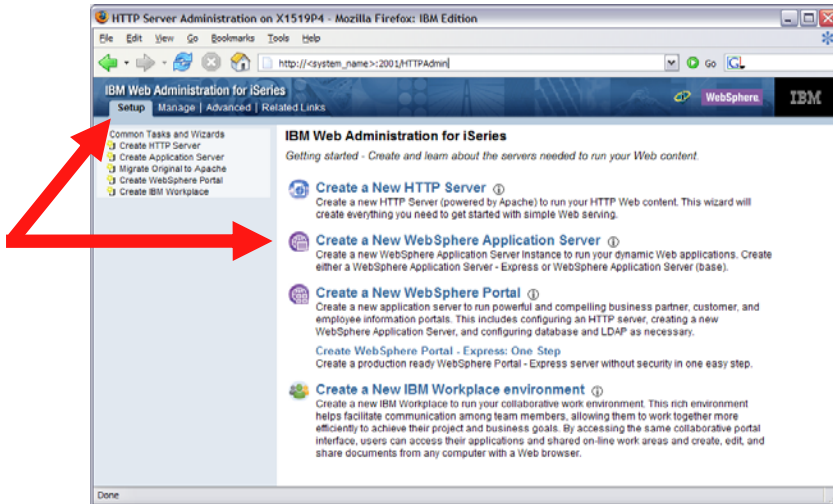 HTTP Server Administration on X1519P4 - Mozilla Firefox: IBM Edition
File Edit View Go Bookmarks Tools Help
http://<system_name>:2001/HTTPAdmin
Go
IBM Web Administration for iSeries
Setup Manage | Advanced | Related Links
WebSphere.
IBM
Common Tasks and Wizards
Create HTTP Server
Create Application Server
Migrate Original to Apache
Create WebSphere Portal
Create IBM Workplace
IBM Web Administration for iSeries
Getting started - Create and learn about the servers needed to run your Web content.
Create a New HTTP Server
Create a new HTTP Server (powered by Apache) to run your HTTP Web content. This wizard will
create everything you need to get started with simple Web serving.
Create a New WebSphere Application Server
Create a new WebSphere Application Server Instance to run your dynamic Web applications. Create
either a WebSphere Application Server - Express or WebSphere Application Server (base).
Create a New WebSphere Portal
Create a new application server to run powerful and compelling business partner, customer, and
employee information portals. This includes configuring an HTTP server, creating a new
WebSphere Application Server, and configuring database and LDAP as necessary.
Create WebSphere Portal - Express: One Step
Create a production ready WebSphere Portal - Express server without security in one easy step.
Create a New IBM Workplace environment
Create a new IBM Workplace to run your collaborative work environment. This rich environment
helps facilitate communication among team members, allowing them to work together more
efficiently to achieve their project and business goals. By accessing the same collaborative portal
interface, users can access their applications and shared on-line work areas and create, edit, and
share documents from any computer with a Web browser.
Done